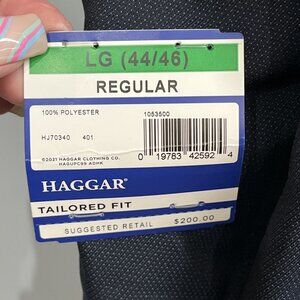 LG (44/46)
REGULAR
100% POLYESTER 1053500
HJ70340 401
©2021 HAGGAR CLOTHING CO.
HAGUPC99 ADHK
0 19783 42592 4
HAGGAR®
TAILORED FIT
SUGGESTED RETAIL $200.00